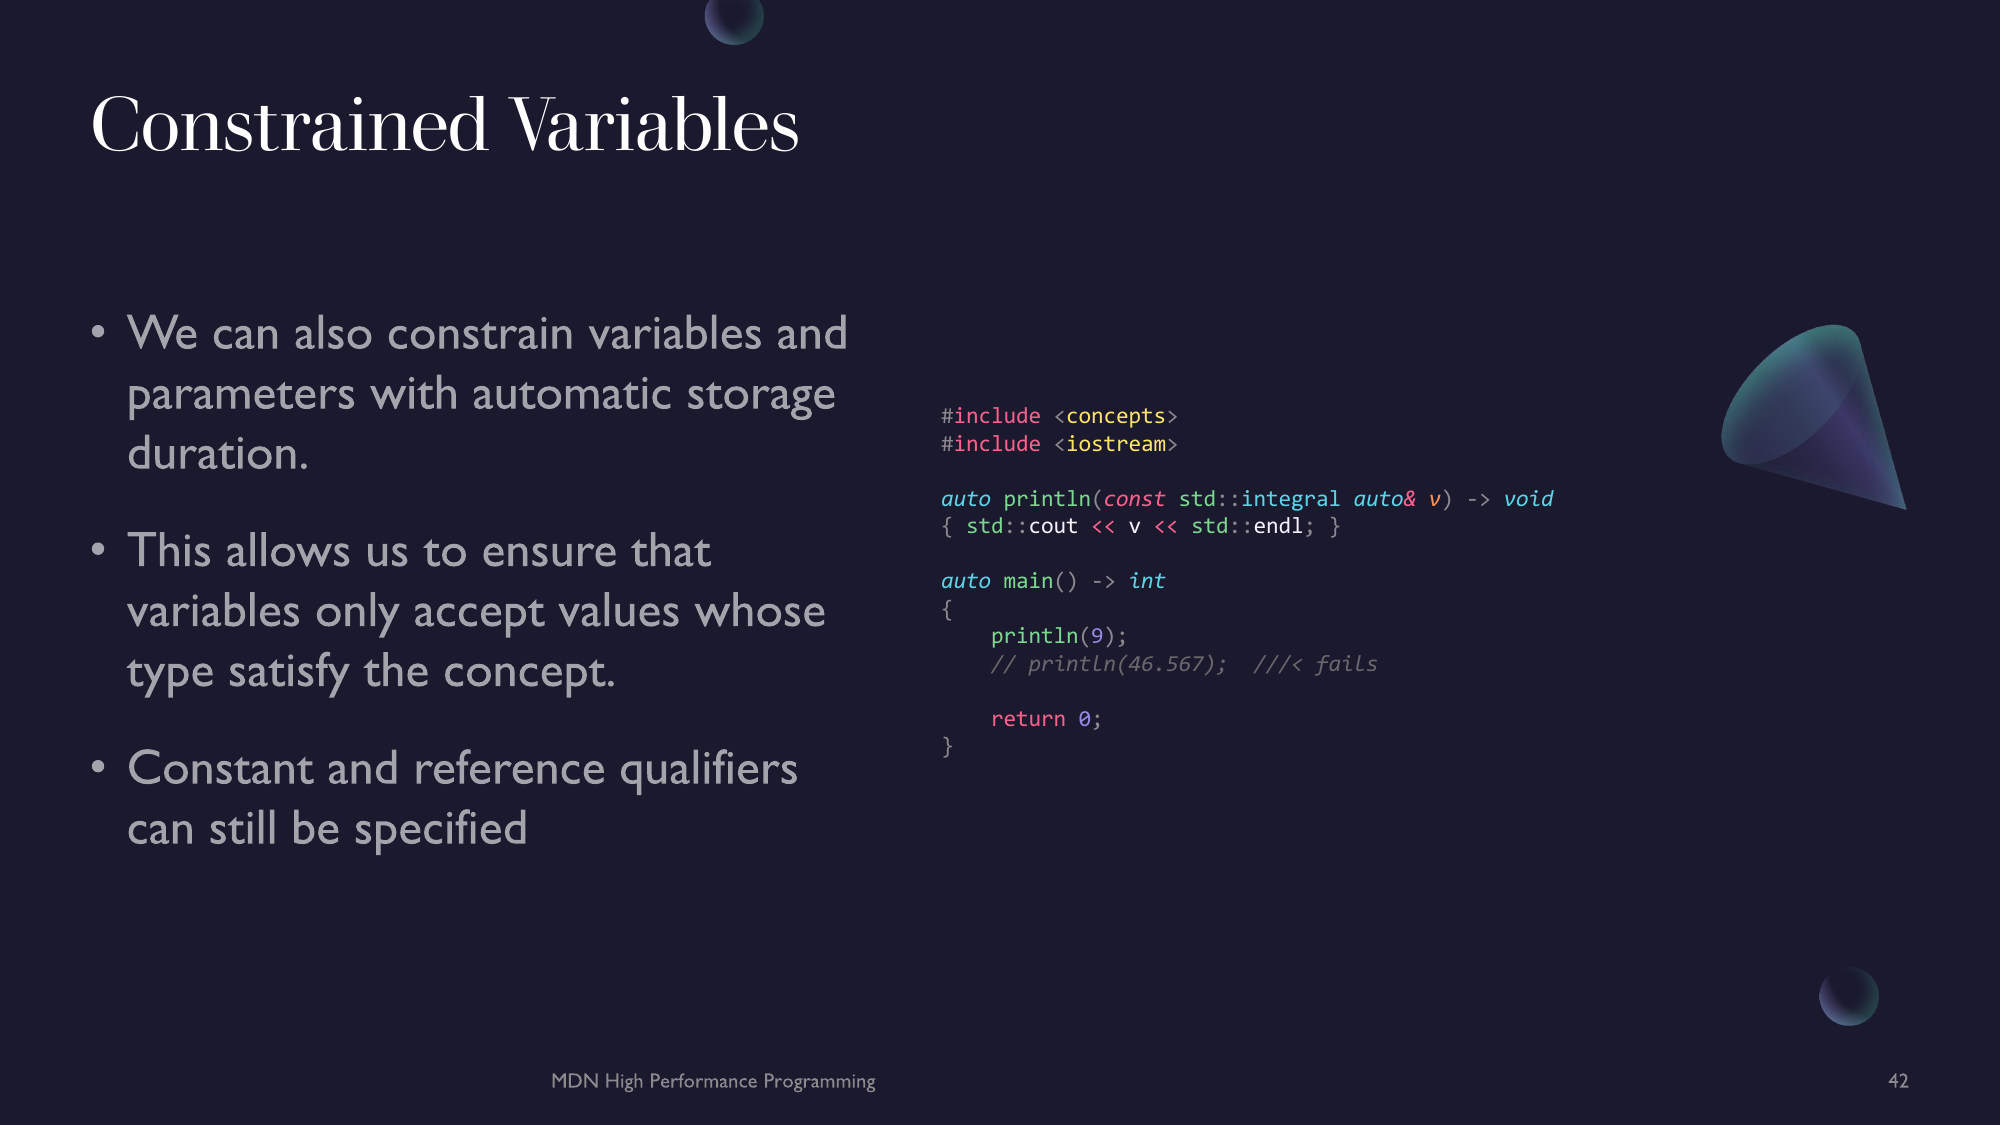 Constrained Variables
• We can also constrain variables and
parameters with automatic storage
duration.
• This allows us to ensure that
variables only accept values whose
type satisfy the concept.
• Constant and reference qualifiers
can still be specified
#include <concepts>
#include <iostream>
auto println(const std::integral auto& v) -> void
{ std::cout << v << std::endl; }
auto main() -> int
{
    println(9);
    // println(46.567);  ///< fails
    return 0;
}
MDN High Performance Programming
42